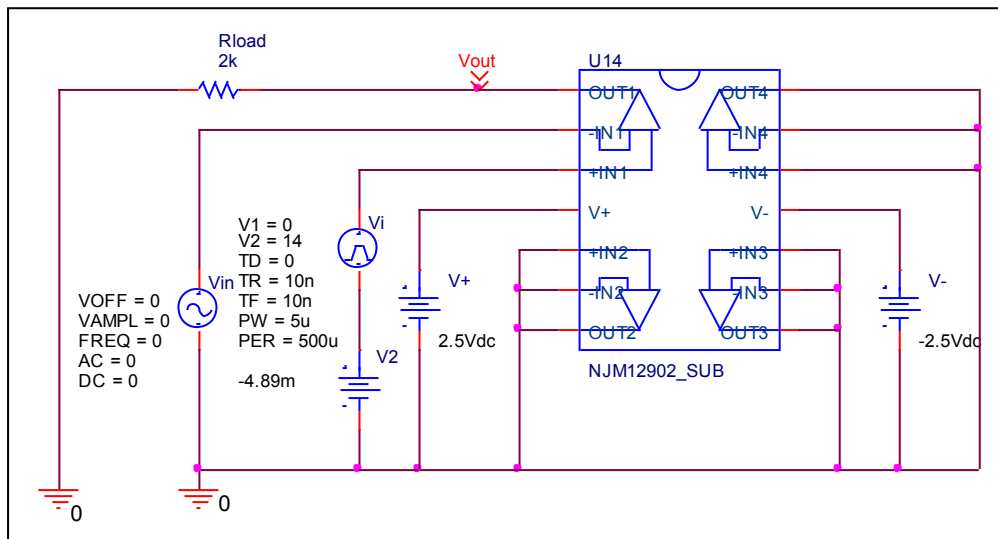 Rload
2k
Vout
U14
OUT1
OUT4
-IN1
-IN4
+IN1
+IN4
V+
V-
+IN2
+IN3
-IN2
-IN3
OUT2
OUT3
NJM12902_SUB
V1 = 0
V2 = 14
TD = 0
TR = 10n
TF = 10n
PW = 5u
PER = 500u
Vi
Vin
VOFF = 0
VAMPL = 0
FREQ = 0
AC = 0
DC = 0
V+
2.5Vdc
V2
-4.89m
V-
-2.5Vdc
0
0